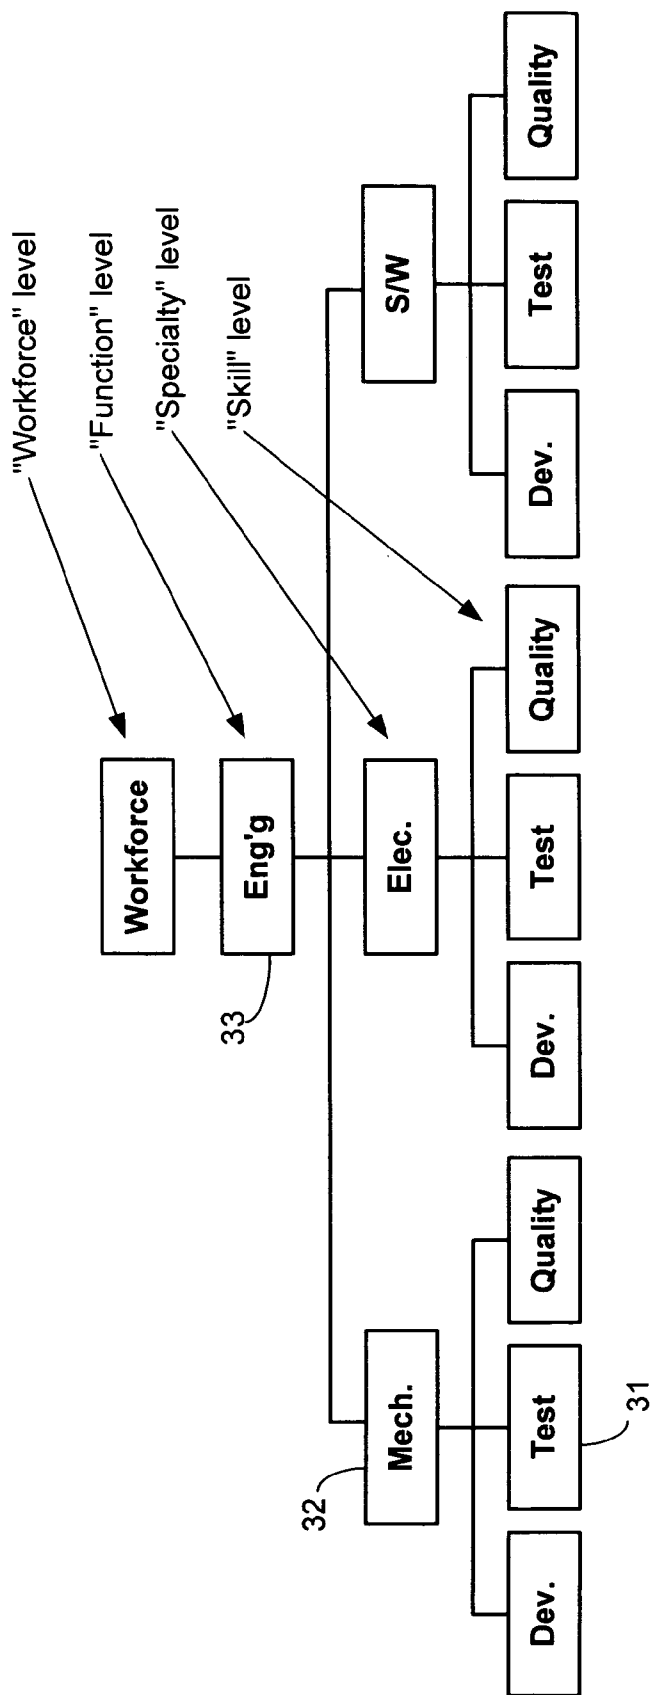 "Workforce" level
"Function" level
"Specialty" level
"Skill" level
Workforce
33
Eng'g
32
Mech.
Elec.
S/W
Dev.
Test
Quality
Dev.
Test
Quality
Dev.
Test
Quality
31